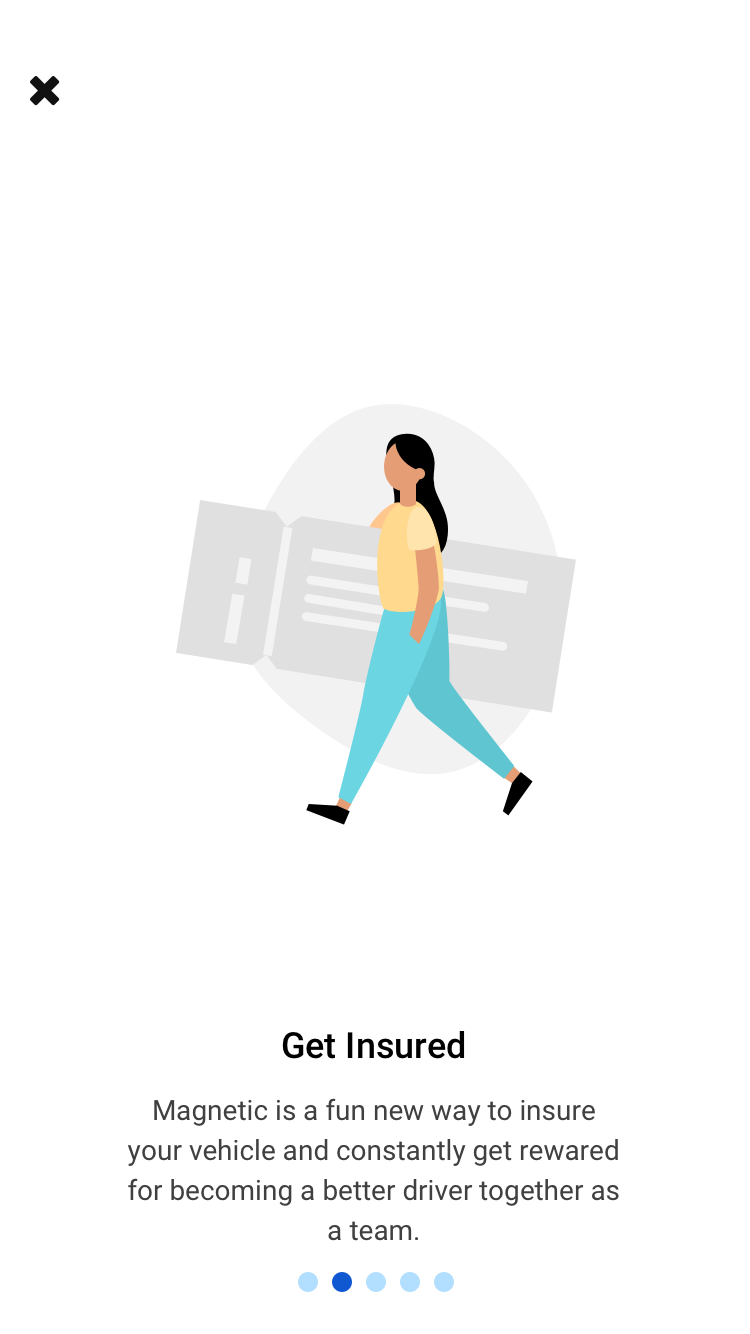 Get Insured
Magnetic is a fun new way to insure
your vehicle and constantly get rewared
for becoming a better driver together as
a team.